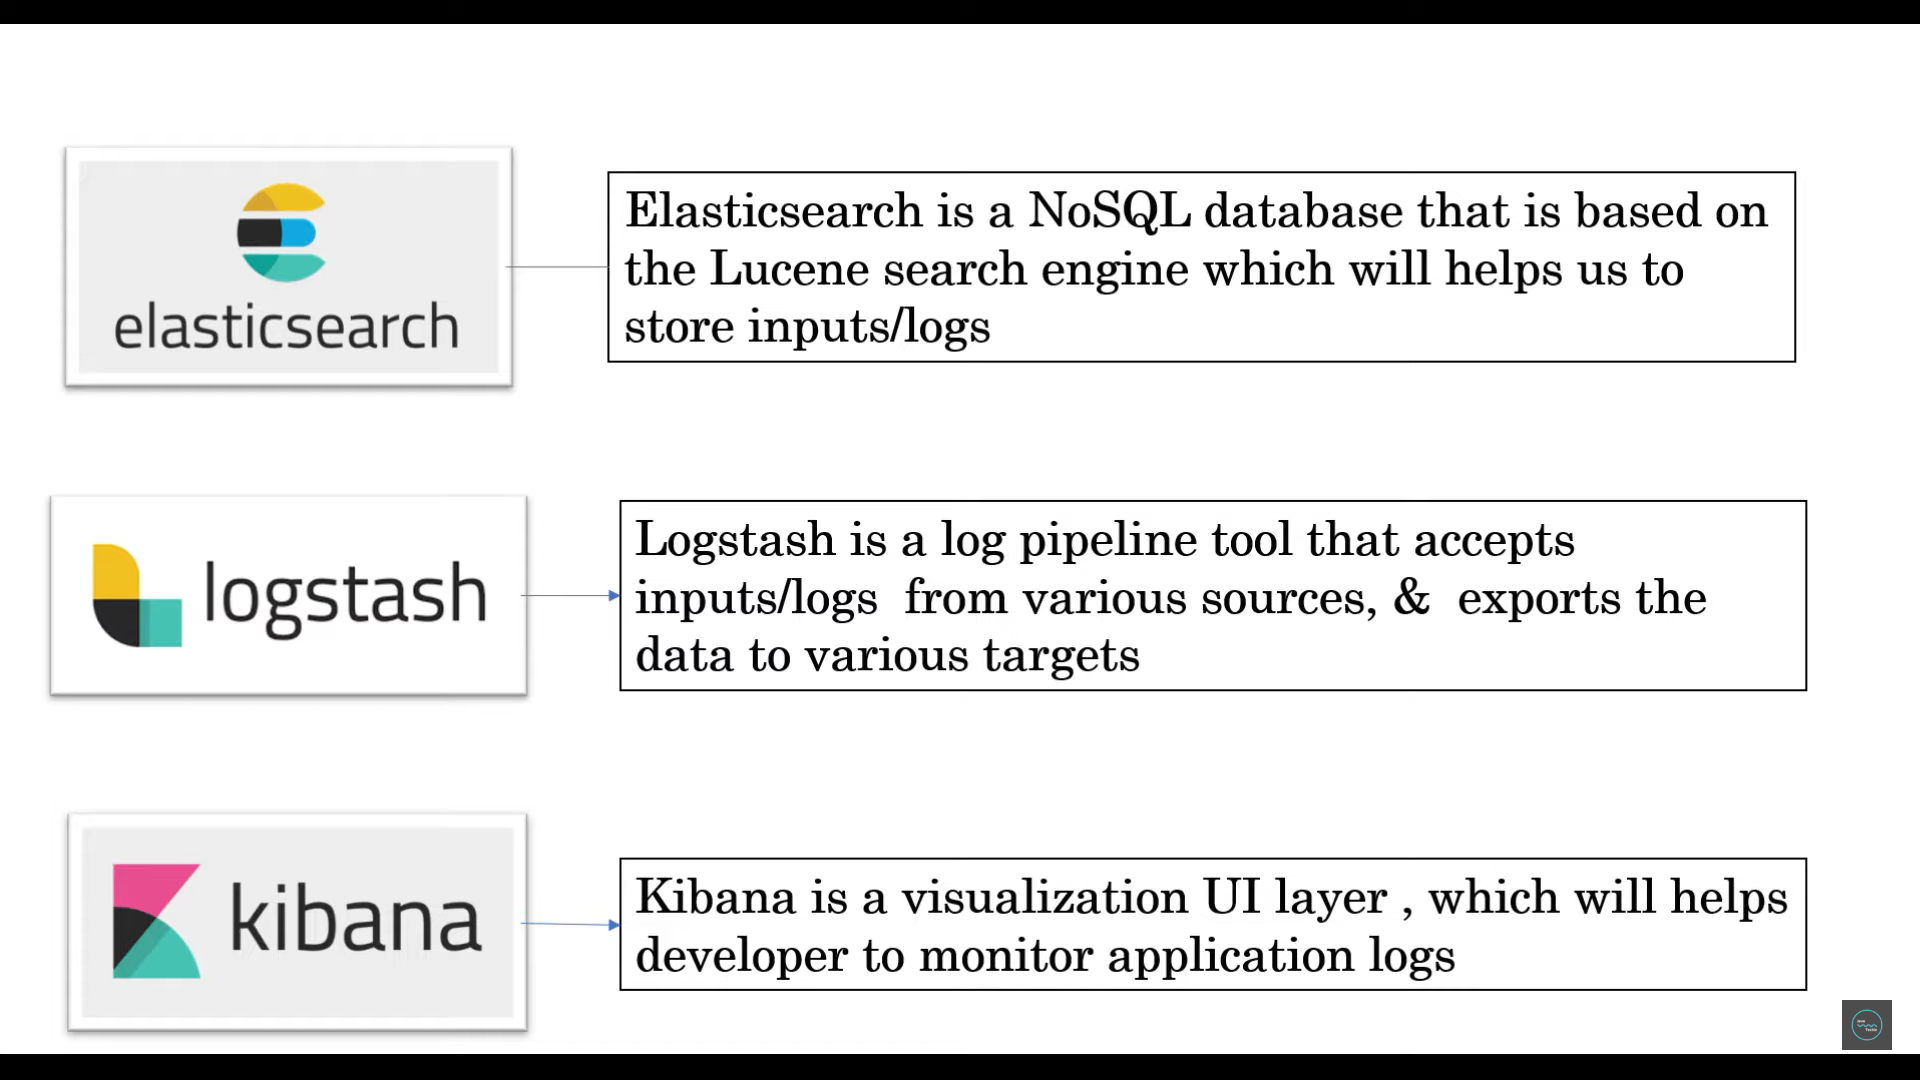 elasticsearch
Elasticsearch is a NoSQL database that is based on
the Lucene search engine which will helps us to
store inputs/logs
logstash
Logstash is a log pipeline tool that accepts
inputs/logs  from various sources, &  exports the
data to various targets
kibana
Kibana is a visualization UI layer , which will helps
developer to monitor application logs